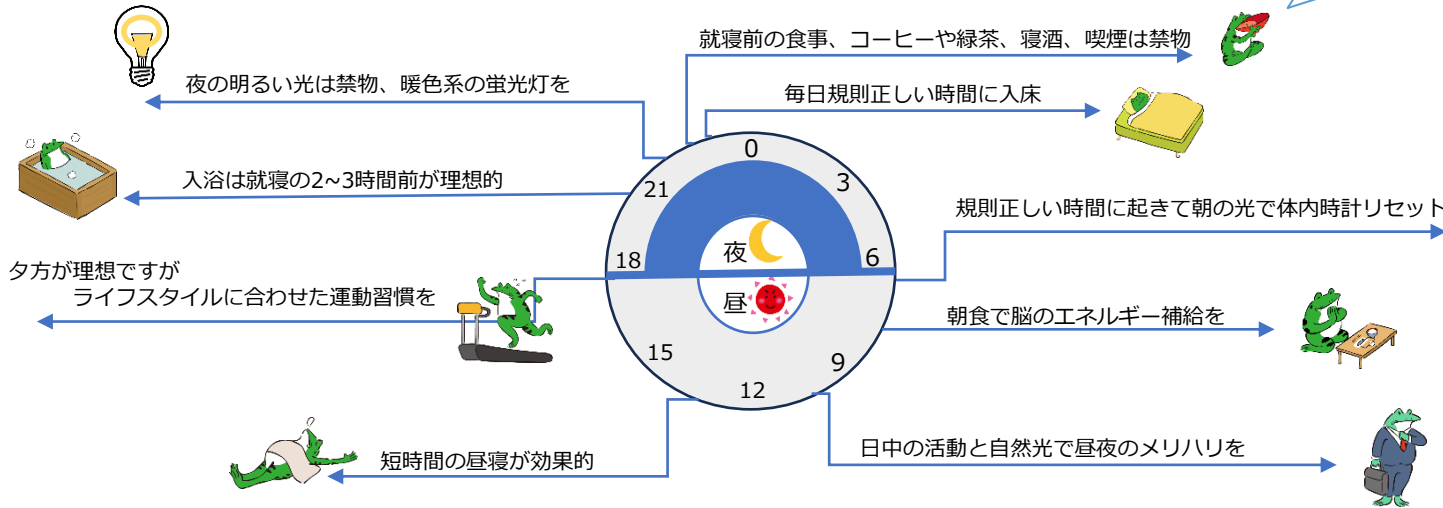 就寝前の食事、コーヒーや緑茶、寝酒、喫煙は禁物
夜の明るい光は禁物、暖色系の蛍光灯を
毎日規則正しい時間に入床
入浴は就寝の2~3時間前が理想的
規則正しい時間に起きて朝の光で体内時計リセット
夕方が理想ですが
ライフスタイルに合わせた運動習慣を
朝食で脳のエネルギー補給を
短時間の昼寝が効果的
日中の活動と自然光で昼夜のメリハリを
0
3
6
9
12
15
18
21
夜
昼